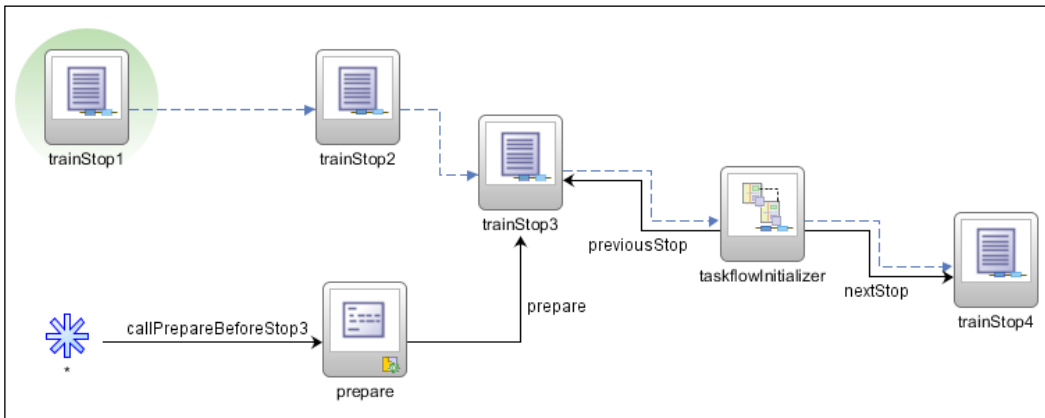 trainStop1
trainStop2
trainStop3
previousStop
taskflowInitializer
nextStop
trainStop4
callPrepareBeforeStop3
prepare
*
prepare